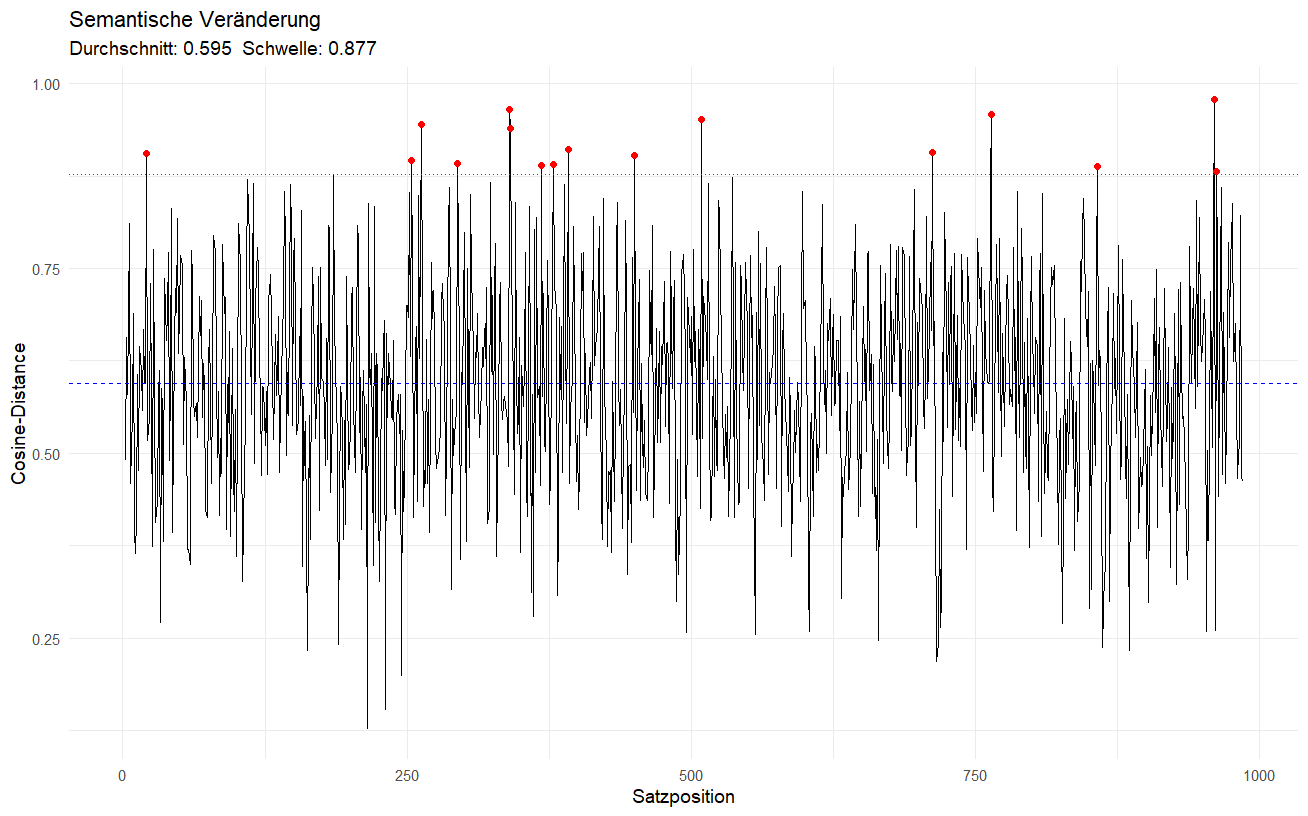 Semantische Veränderung
Durchschnitt: 0.595  Schwelle: 0.877
1.00
0.75
0.50
0.25
Cosine-Distance
0
250
500
750
1000
Satzposition